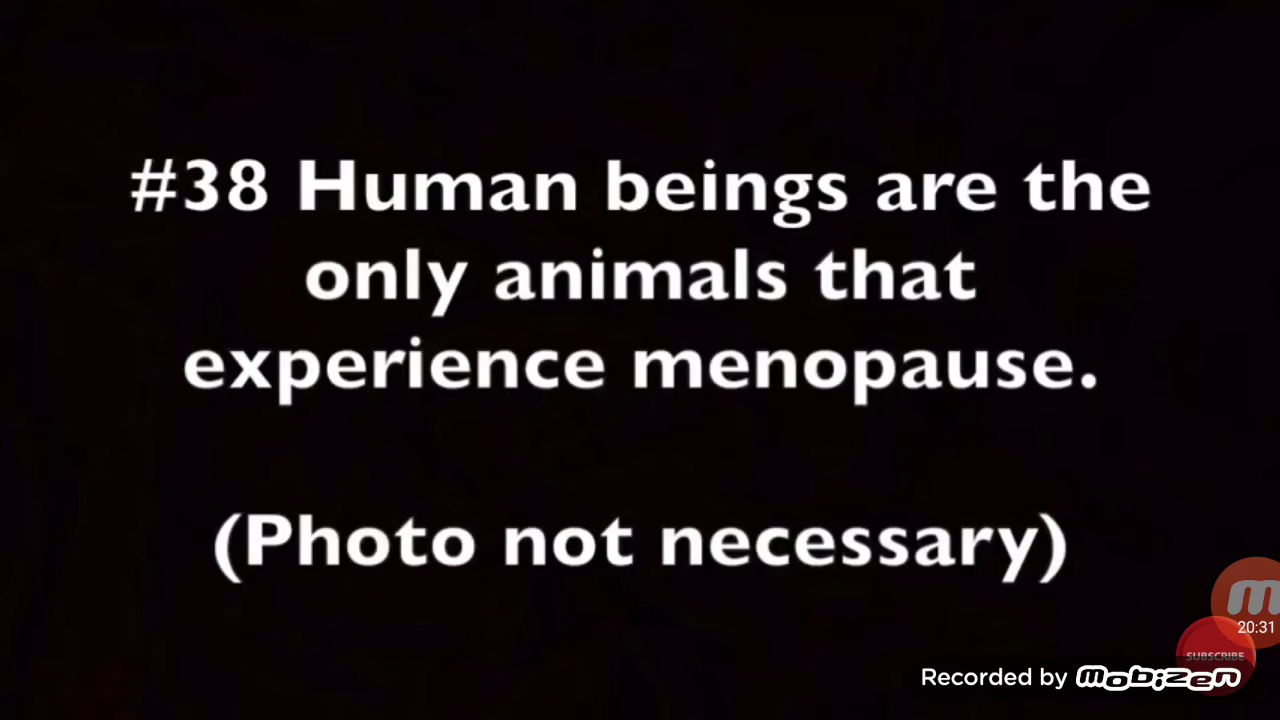 #38 Human beings are the
only animals that
experience menopause.
(Photo not necessary)
m
20:31
SUBSCRIBE
Recorded by mobizen